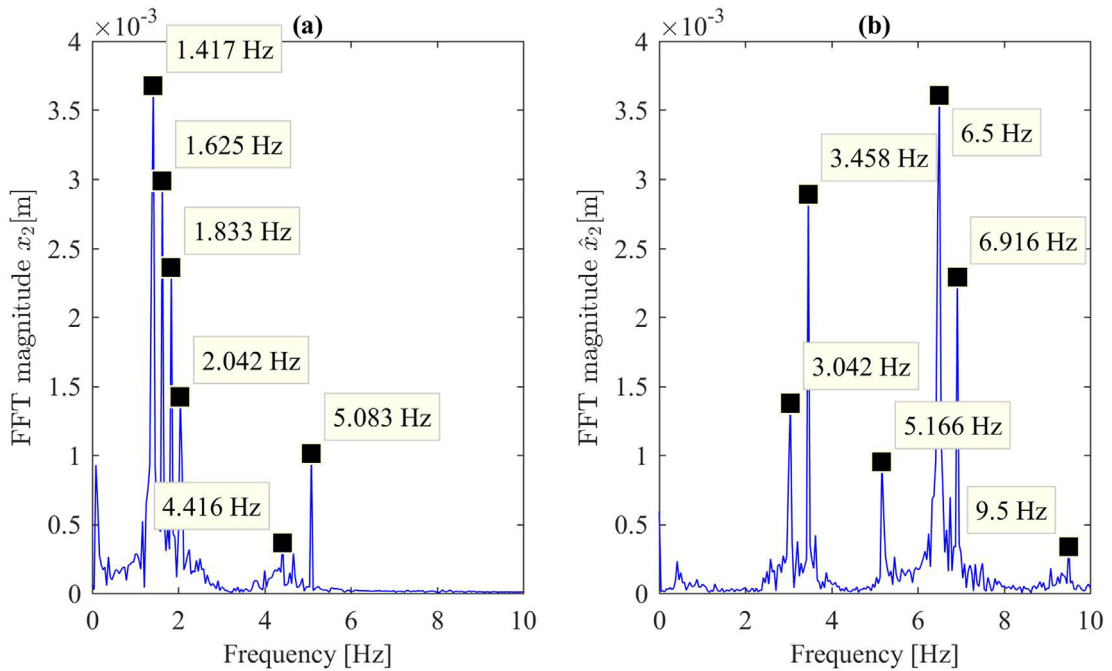 (a)
×10⁻³
4
3.5
3
2.5
2
1.5
1
0.5
0
FFT magnitude x₂[m]
1.417 Hz
1.625 Hz
1.833 Hz
2.042 Hz
5.083 Hz
4.416 Hz
0 2 4 6 8 10
Frequency [Hz]
(b)
×10⁻³
4
3.5
3
2.5
2
1.5
1
0.5
0
FFT magnitude x̂₂[m]
6.5 Hz
3.458 Hz
6.916 Hz
3.042 Hz
5.166 Hz
9.5 Hz
0 2 4 6 8 10
Frequency [Hz]